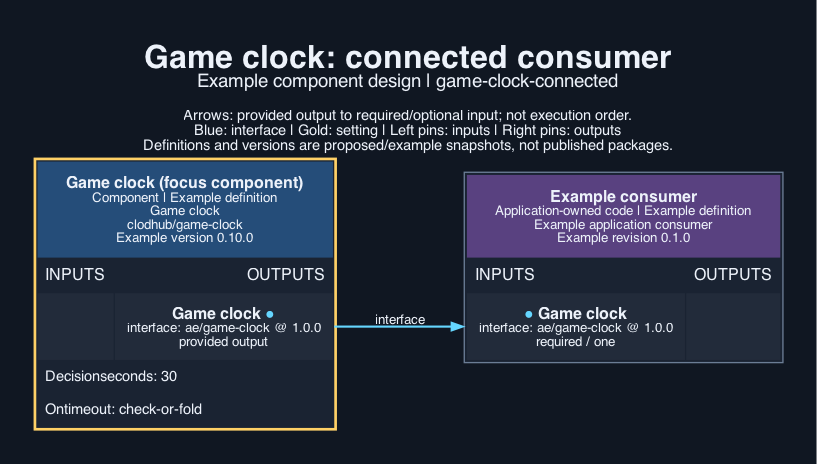 Game clock: connected consumer
Example component design | game-clock-connected
Arrows: provided output to required/optional input; not execution order.
Blue: interface | Gold: setting | Left pins: inputs | Right pins: outputs
Definitions and versions are proposed/example snapshots, not published packages.
Game clock (focus component)
Component | Example definition
Game clock
clodhub/game-clock
Example version 0.10.0
INPUTS
OUTPUTS
Game clock
interface: ae/game-clock @ 1.0.0
provided output
Decisionseconds: 30
Ontimeout: check-or-fold
interface
Example consumer
Application-owned code | Example definition
Example application consumer
Example revision 0.1.0
INPUTS
OUTPUTS
Game clock
interface: ae/game-clock @ 1.0.0
required / one